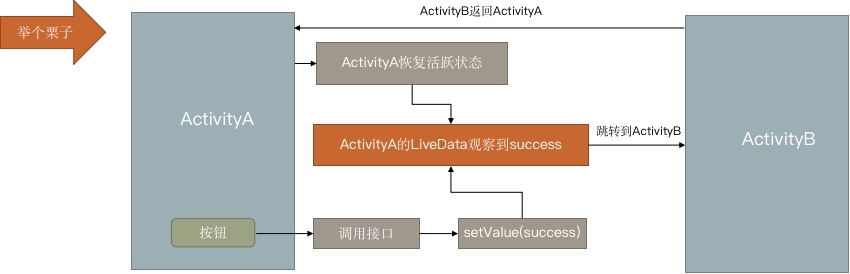 举个栗子
ActivityB返回ActivityA
ActivityA恢复活跃状态
ActivityA
ActivityA的LiveData观察到success
跳转到ActivityB
ActivityB
按钮
调用接口
setValue(success)